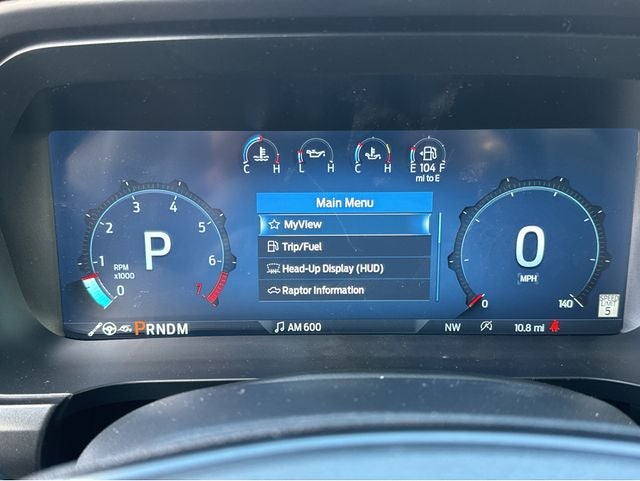 C H L H C H E 104 F
mi to E
Main Menu
MyView
Trip/Fuel
Head-Up Display (HUD)
Raptor Information
0 1 2 3 4 5 6 7
RPM
x1000
P
0
MPH
0 140
SPEED
LIMIT
5
PRNDM
AM 600
NW
10.8 mi